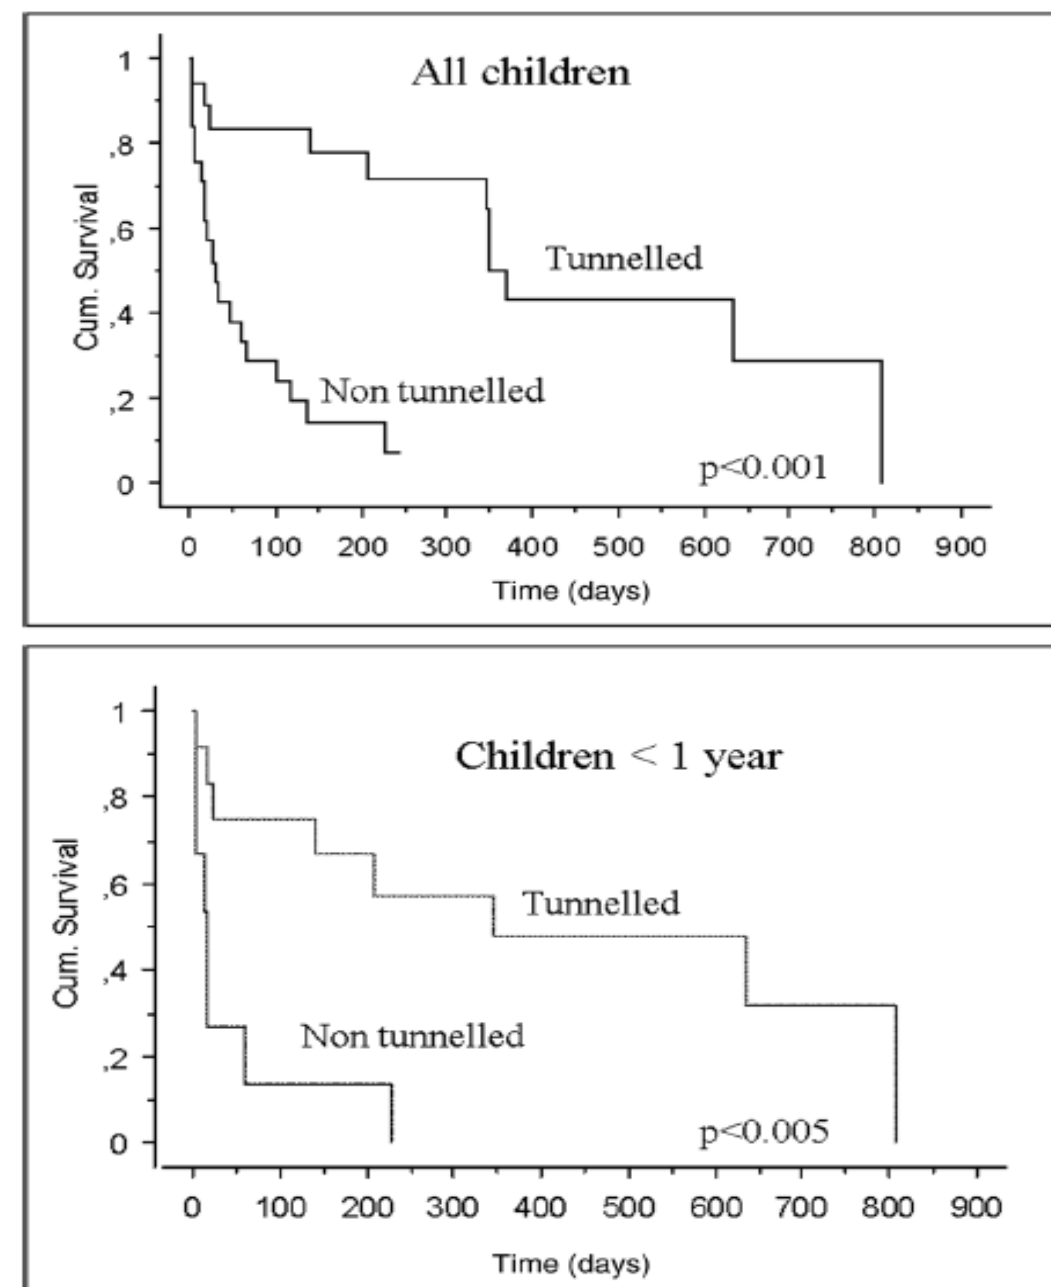 All children
1
,8
,6
,4
,2
0
Cum. Survival
Tunnelled
Non tunnelled
p<0.001
0 100 200 300 400 500 600 700 800 900
Time (days)
Children < 1 year
1
,8
,6
,4
,2
0
Cum. Survival
Tunnelled
Non tunnelled
p<0.005
0 100 200 300 400 500 600 700 800 900
Time (days)